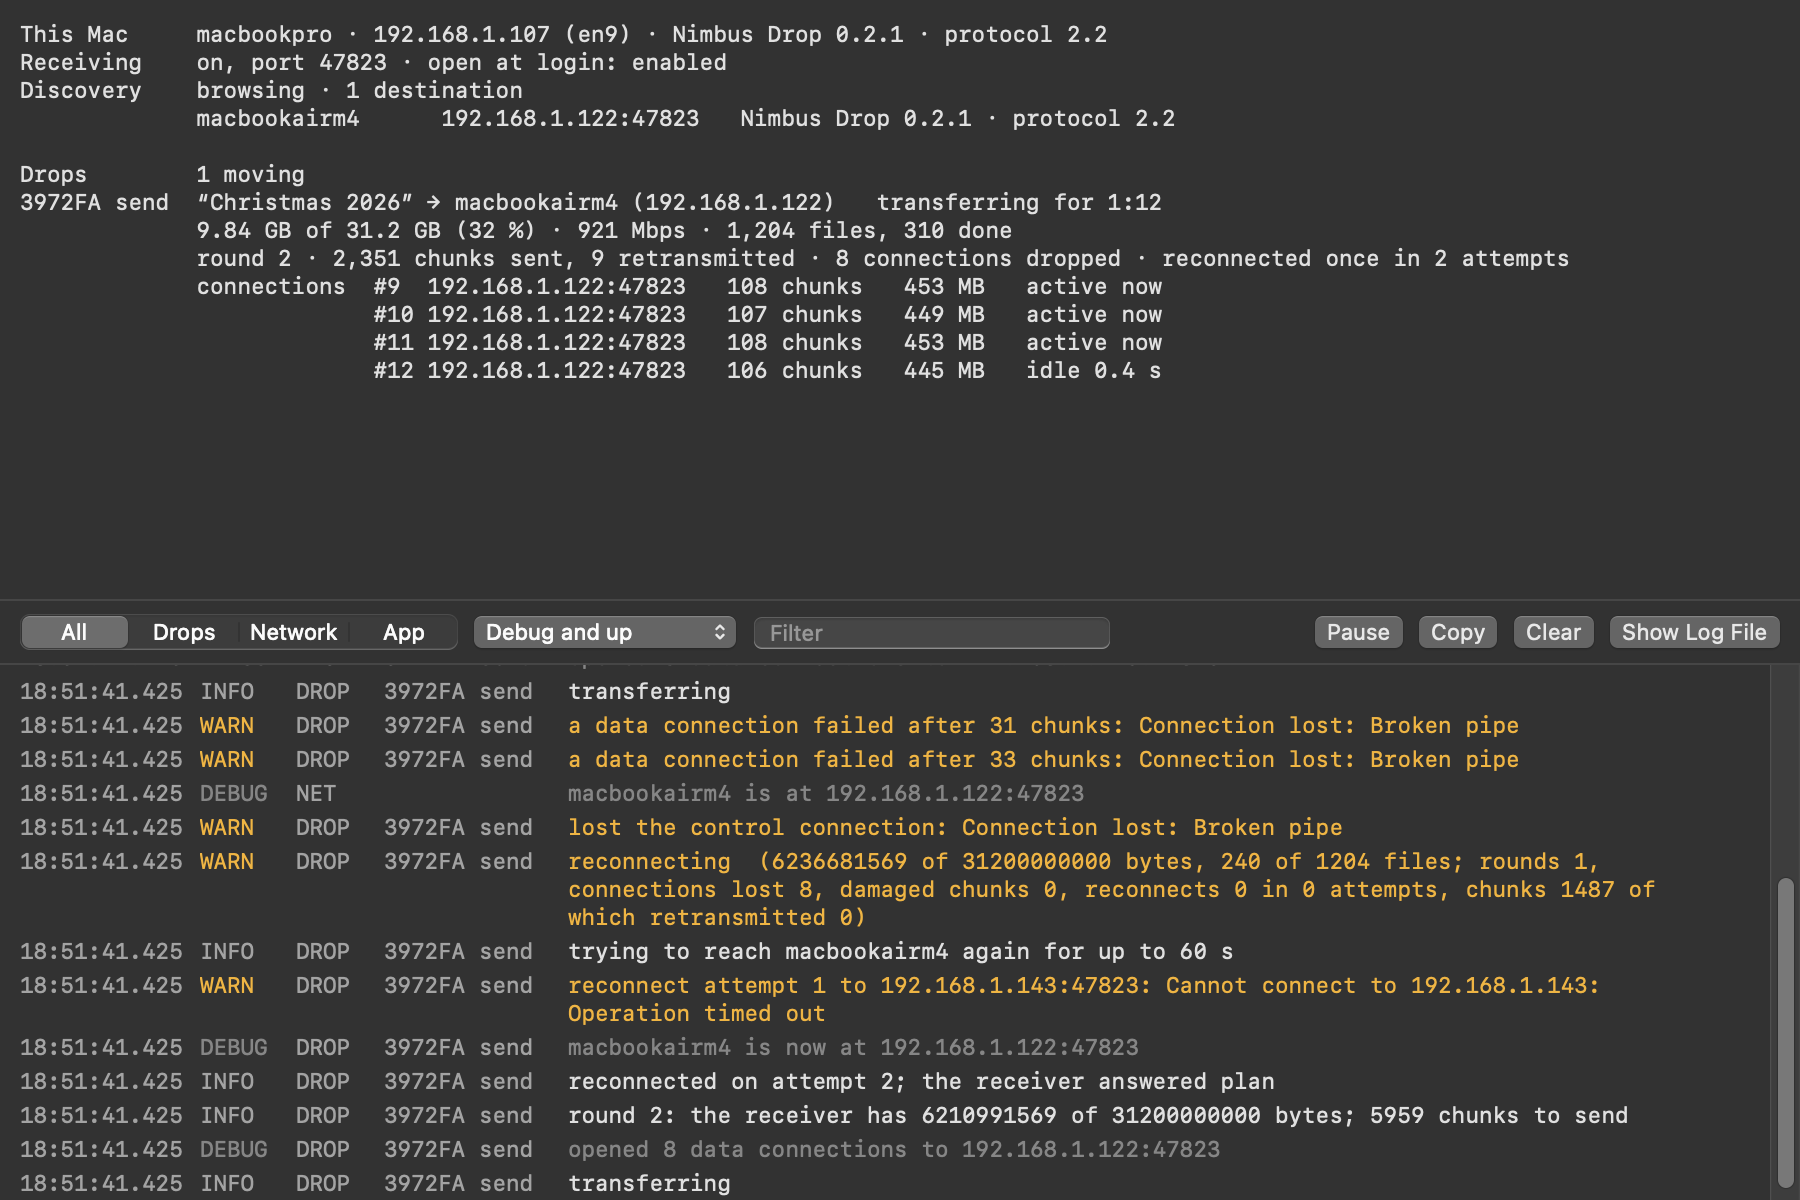 This Mac macbookpro · 192.168.1.107 (en9) · Nimbus Drop 0.2.1 · protocol 2.2
Receiving on, port 47823 · open at login: enabled
Discovery browsing · 1 destination
macbookairm4 192.168.1.122:47823 Nimbus Drop 0.2.1 · protocol 2.2
Drops 1 moving
3972FA send “Christmas 2026” → macbookairm4 (192.168.1.122) transferring for 1:12
9.84 GB of 31.2 GB (32 %) · 921 Mbps · 1,204 files, 310 done
round 2 · 2,351 chunks sent, 9 retransmitted · 8 connections dropped · reconnected once in 2 attempts
connections #9 192.168.1.122:47823 108 chunks 453 MB active now
#10 192.168.1.122:47823 107 chunks 449 MB active now
#11 192.168.1.122:47823 108 chunks 453 MB active now
#12 192.168.1.122:47823 106 chunks 445 MB idle 0.4 s
All Drops Network App Debug and up Filter Pause Copy Clear Show Log File
18:51:41.425 INFO DROP 3972FA send transferring
18:51:41.425 WARN DROP 3972FA send a data connection failed after 31 chunks: Connection lost: Broken pipe
18:51:41.425 WARN DROP 3972FA send a data connection failed after 33 chunks: Connection lost: Broken pipe
18:51:41.425 DEBUG NET macbookairm4 is at 192.168.1.122:47823
18:51:41.425 WARN DROP 3972FA send lost the control connection: Connection lost: Broken pipe
18:51:41.425 WARN DROP 3972FA send reconnecting (6236681569 of 31200000000 bytes, 240 of 1204 files; rounds 1,
connections lost 8, damaged chunks 0, reconnects 0 in 0 attempts, chunks 1487 of
which retransmitted 0)
18:51:41.425 INFO DROP 3972FA send trying to reach macbookairm4 again for up to 60 s
18:51:41.425 WARN DROP 3972FA send reconnect attempt 1 to 192.168.1.143:47823: Cannot connect to 192.168.1.143:
Operation timed out
18:51:41.425 DEBUG DROP 3972FA send macbookairm4 is now at 192.168.1.122:47823
18:51:41.425 INFO DROP 3972FA send reconnected on attempt 2; the receiver answered plan
18:51:41.425 INFO DROP 3972FA send round 2: the receiver has 6210991569 of 31200000000 bytes; 5959 chunks to send
18:51:41.425 DEBUG DROP 3972FA send opened 8 data connections to 192.168.1.122:47823
18:51:41.425 INFO DROP 3972FA send transferring